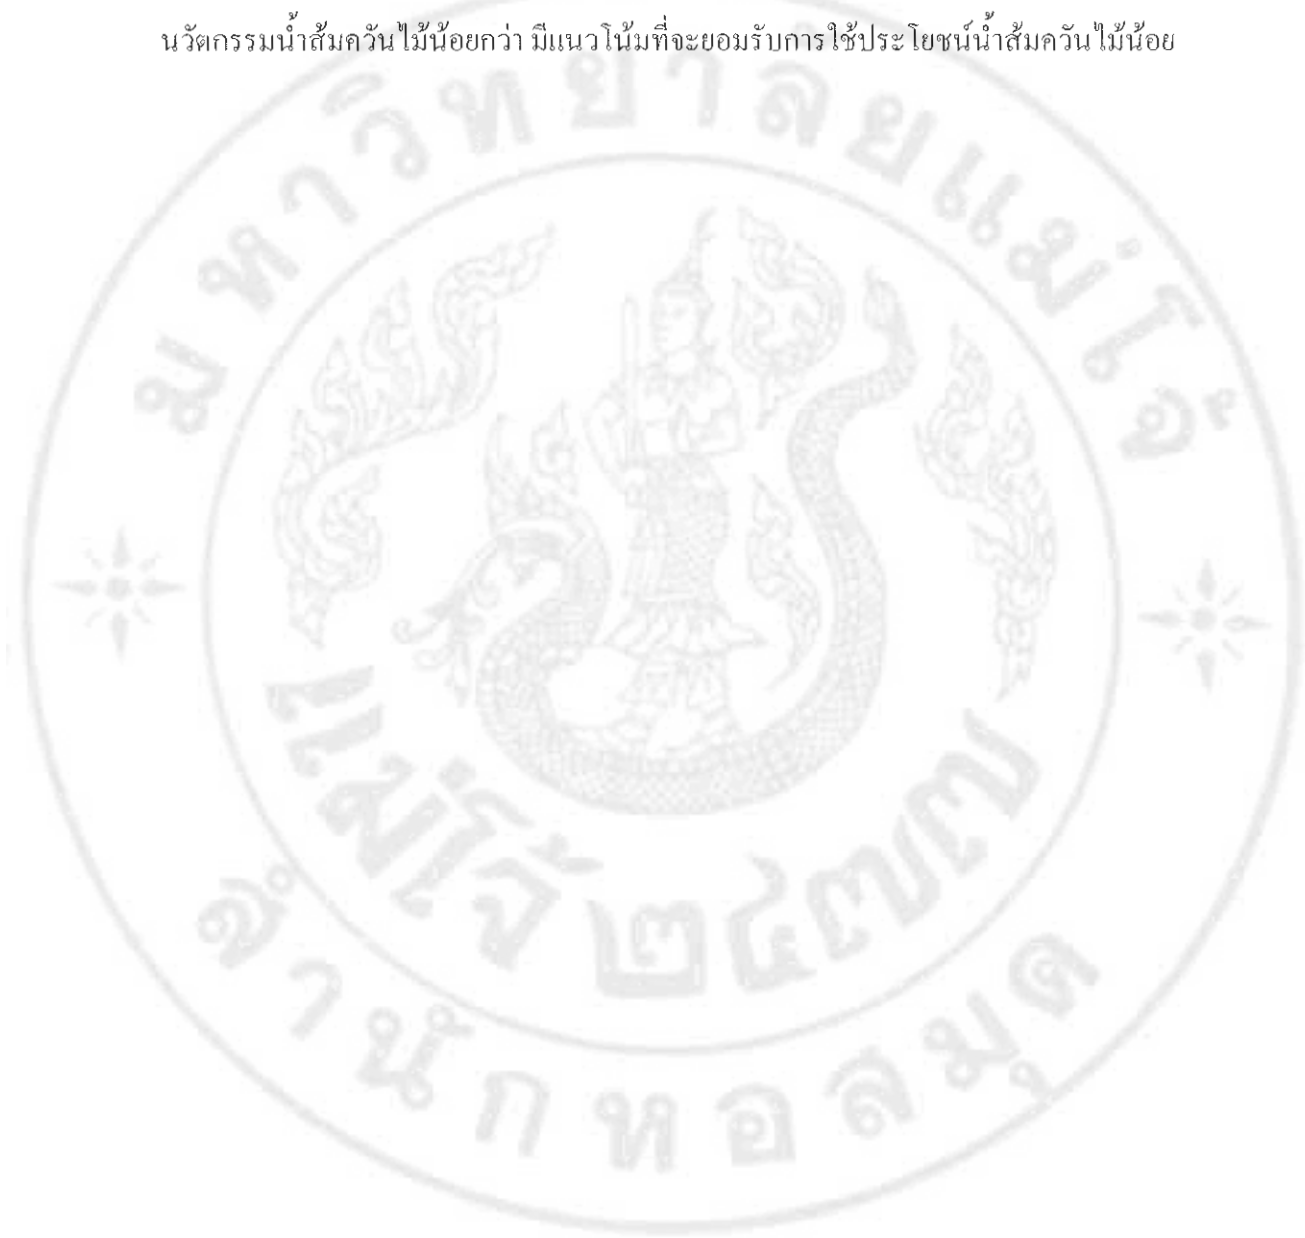 นวัตกรรมน้ำส้มควันไม้น้อยกว่า มีแนวโน้มที่จะยอมรับการใช้ประโยชน์น้ำส้มควันไม้น้อย
มหาวิทยาลัยแม่โจ้
แม่โจ้ ๒๔๗๗
สำนักหอสมุด